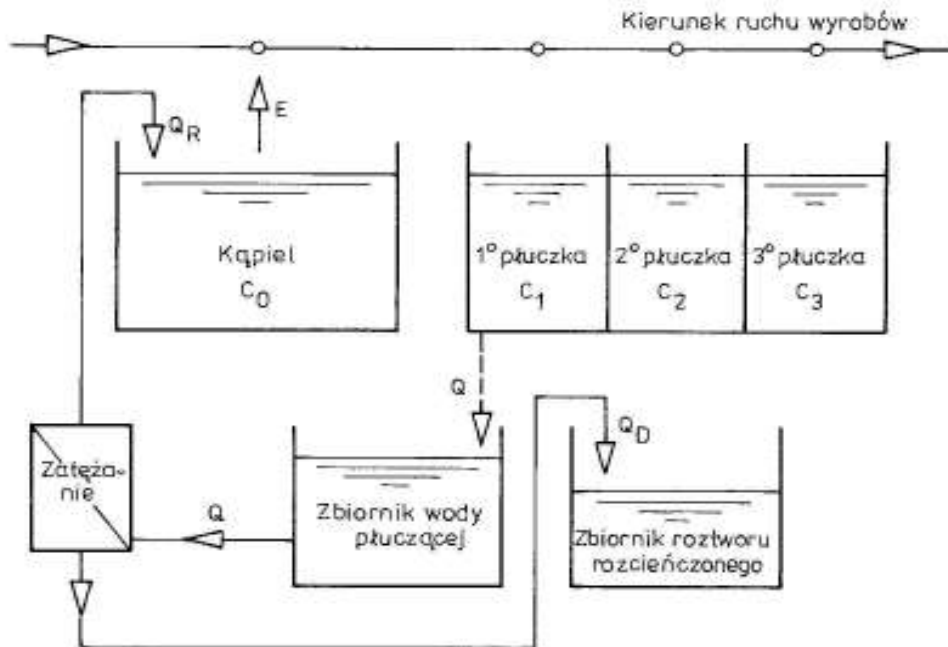 Kierunek ruchu wyrobów
E
Q_R
Kąpiel
C_0
1° płuczka
C_1
2° płuczka
C_2
3° płuczka
C_3
Q
Q_D
Zatęża-
nie
Q
Zbiornik wody
płuczącej
Zbiornik roztworu
rozcieńczonego